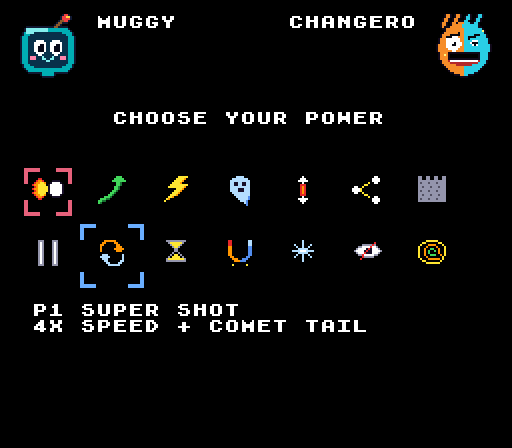 MUGGY
CHANGERO
CHOOSE YOUR POWER
P1 SUPER SHOT
4X SPEED + COMET TAIL